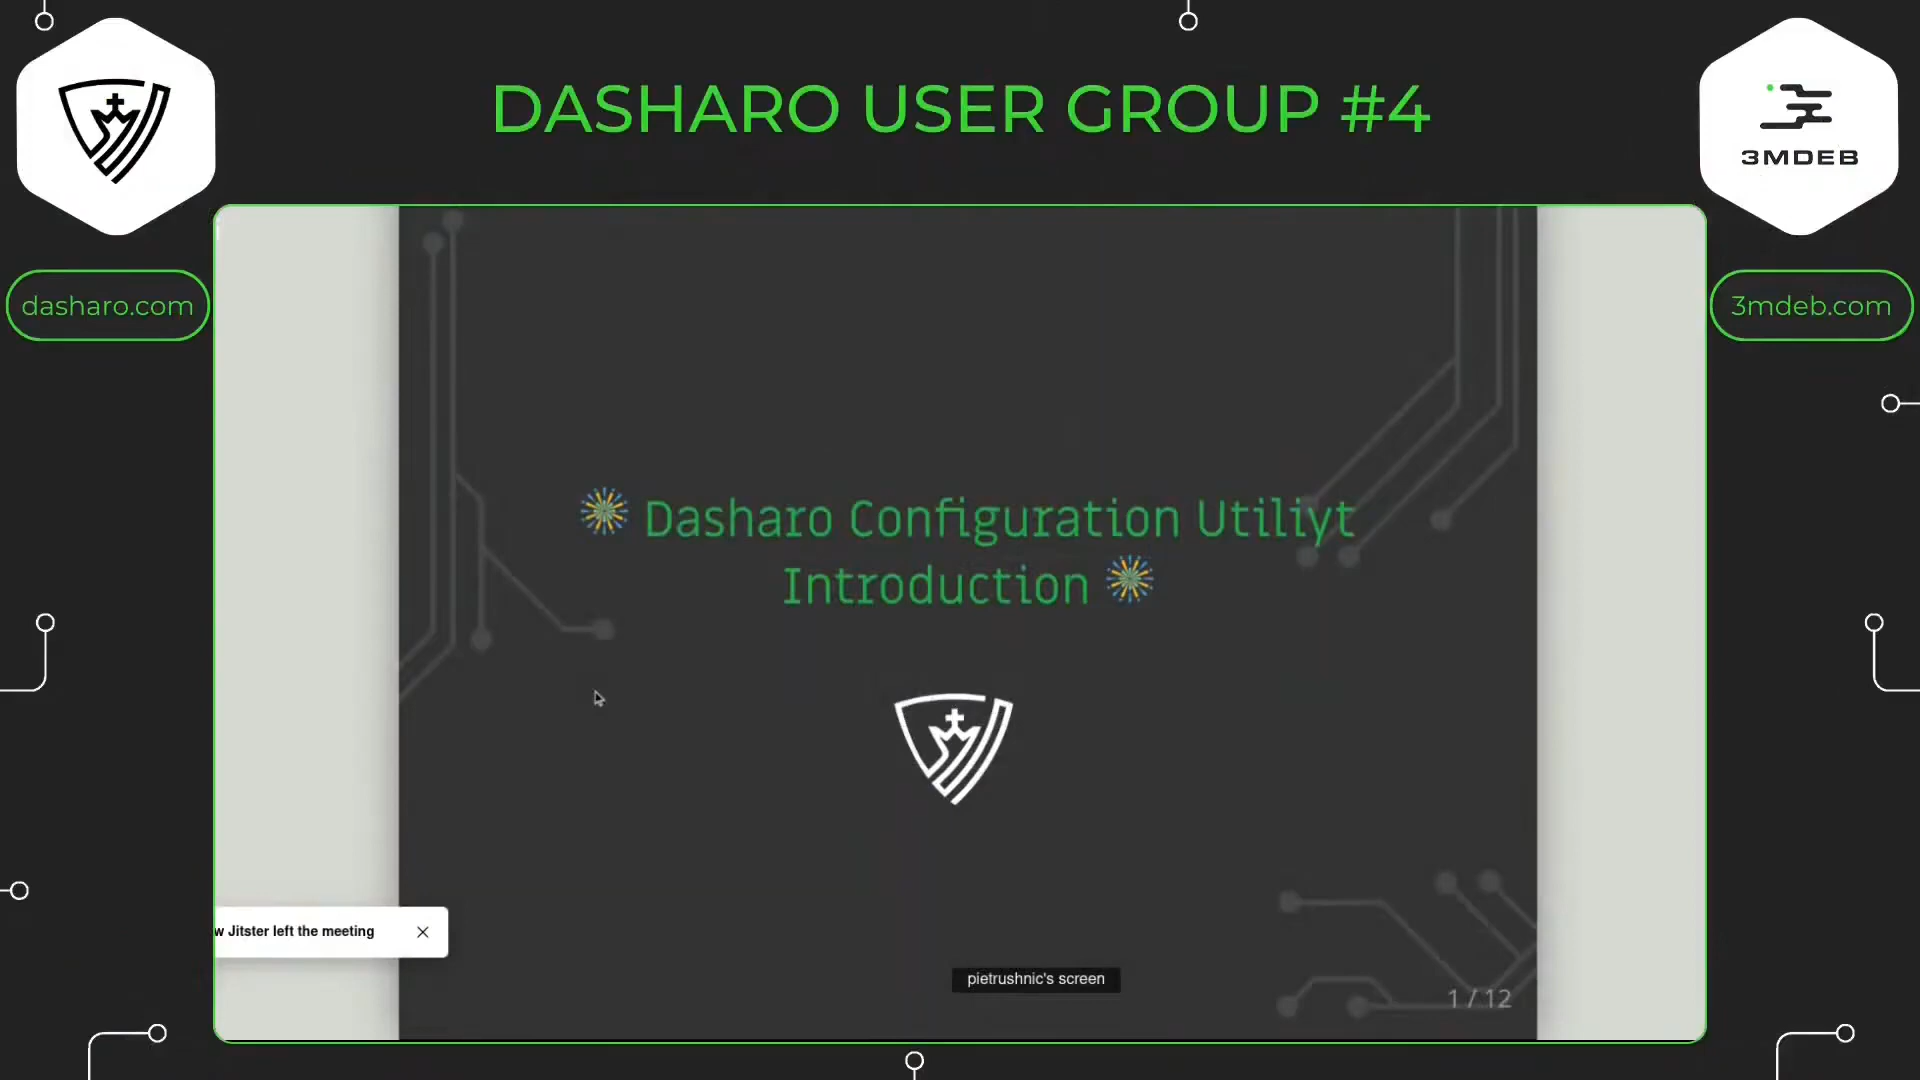 DASHARO USER GROUP #4
3MDEB
dasharo.com
3mdeb.com
Dasharo Configuration Utiliyt
Introduction
w Jitster left the meeting
pietrushnic's screen
1 / 12